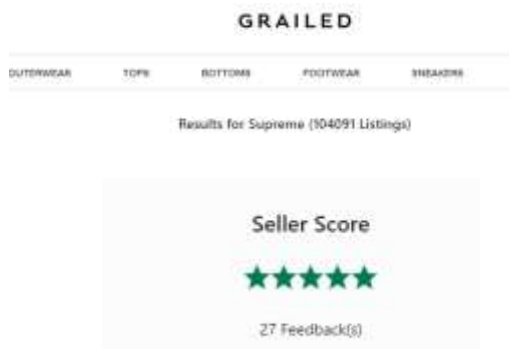 GRAILED
OUTERWEAR TOPS BOTTOMS FOOTWEAR SNEAKERS
Results for Supreme (104091 Listings)
Seller Score
27 Feedback(s)